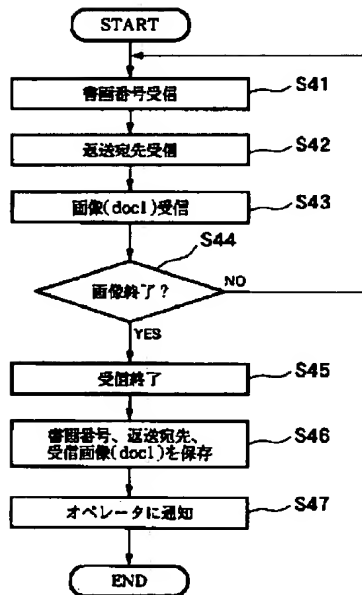 START
書画番号受信
S41
返送宛先受信
S42
画像(doc1)受信
S43
S44
画像終了?
NO
YES
受信終了
S45
書画番号、返送宛先、
受信画像(doc1)を保存
S46
オペレータに通知
S47
END